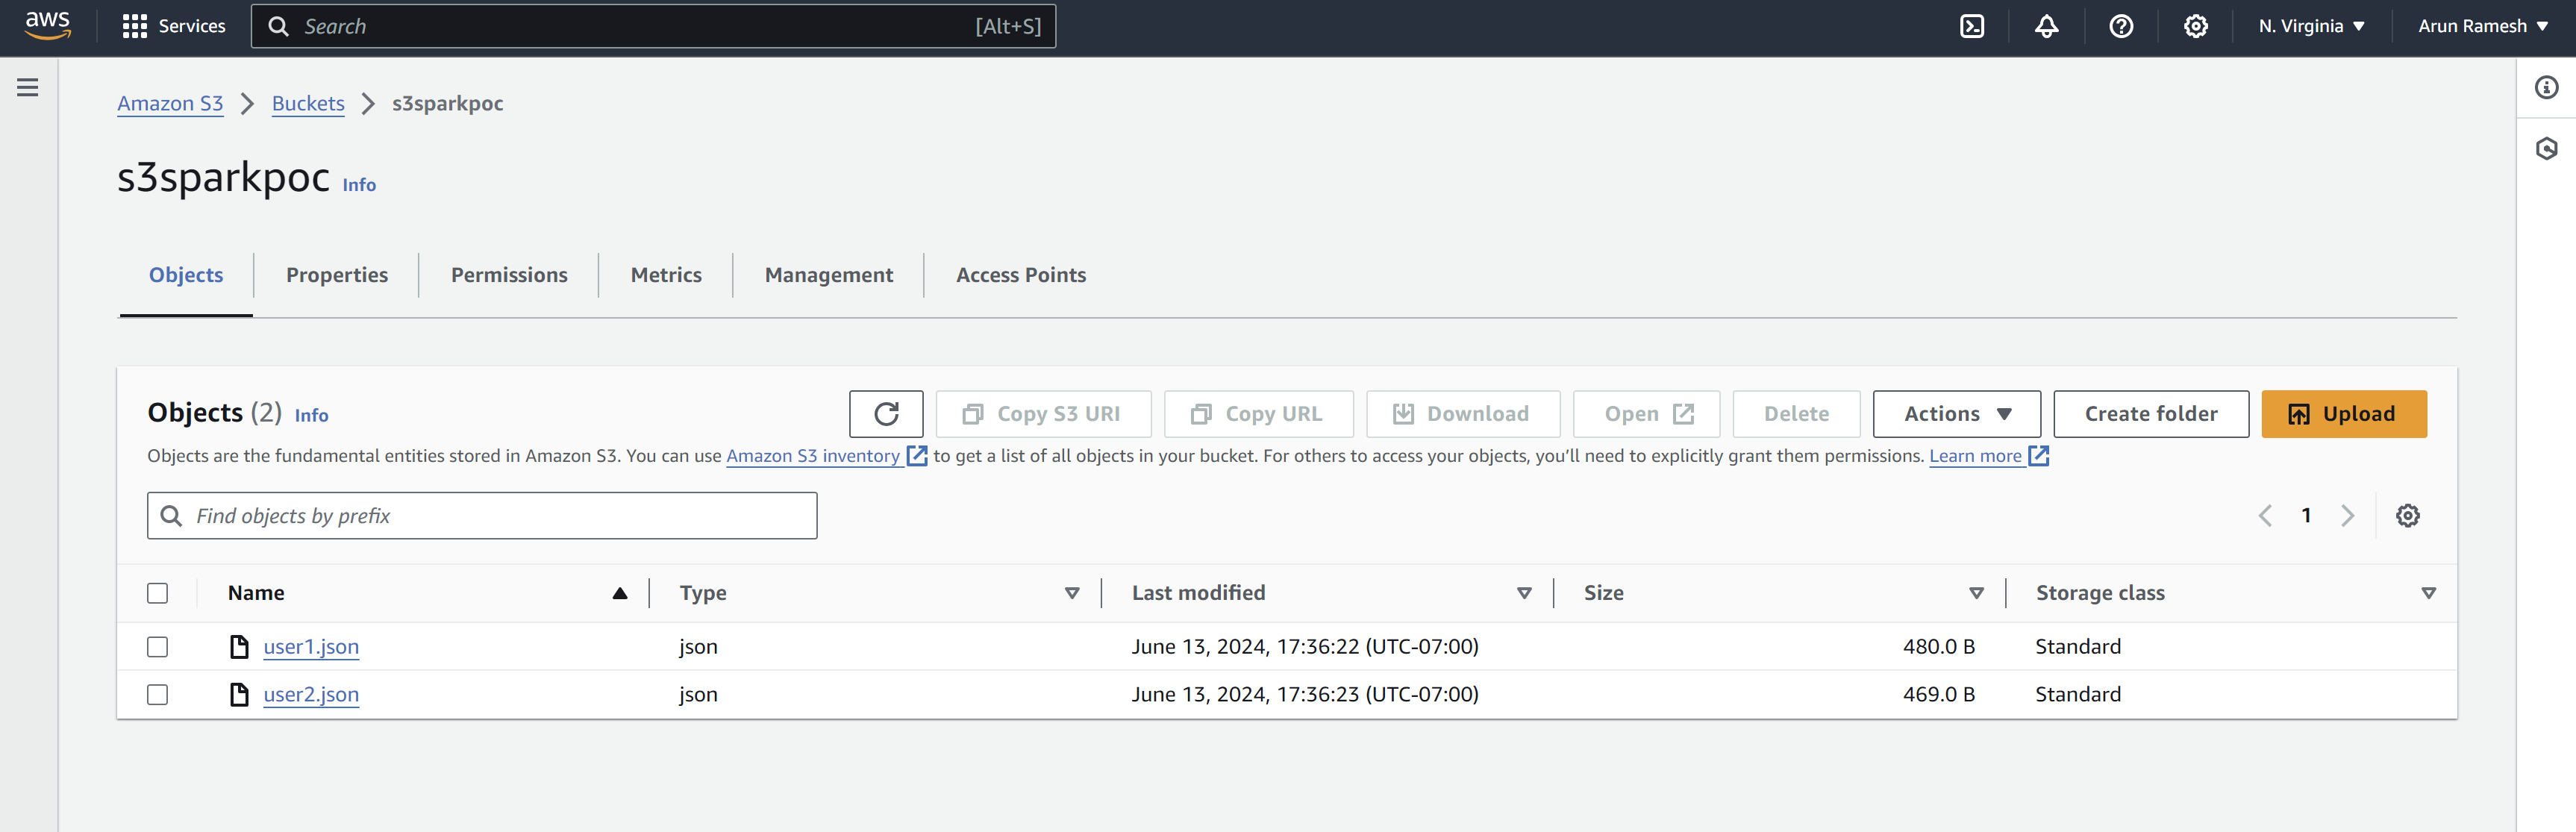 aws Services Search [Alt+S] N. Virginia Arun Ramesh
Amazon S3 Buckets s3sparkpoc
s3sparkpoc Info
Objects Properties Permissions Metrics Management Access Points
Objects (2) Info Copy S3 URI Copy URL Download Open Delete Actions Create folder Upload
Objects are the fundamental entities stored in Amazon S3. You can use Amazon S3 inventory to get a list of all objects in your bucket. For others to access your objects, you’ll need to explicitly grant them permissions. Learn more
Find objects by prefix 1
Name Type Last modified Size Storage class
user1.json json June 13, 2024, 17:36:22 (UTC-07:00) 480.0 B Standard
user2.json json June 13, 2024, 17:36:23 (UTC-07:00) 469.0 B Standard